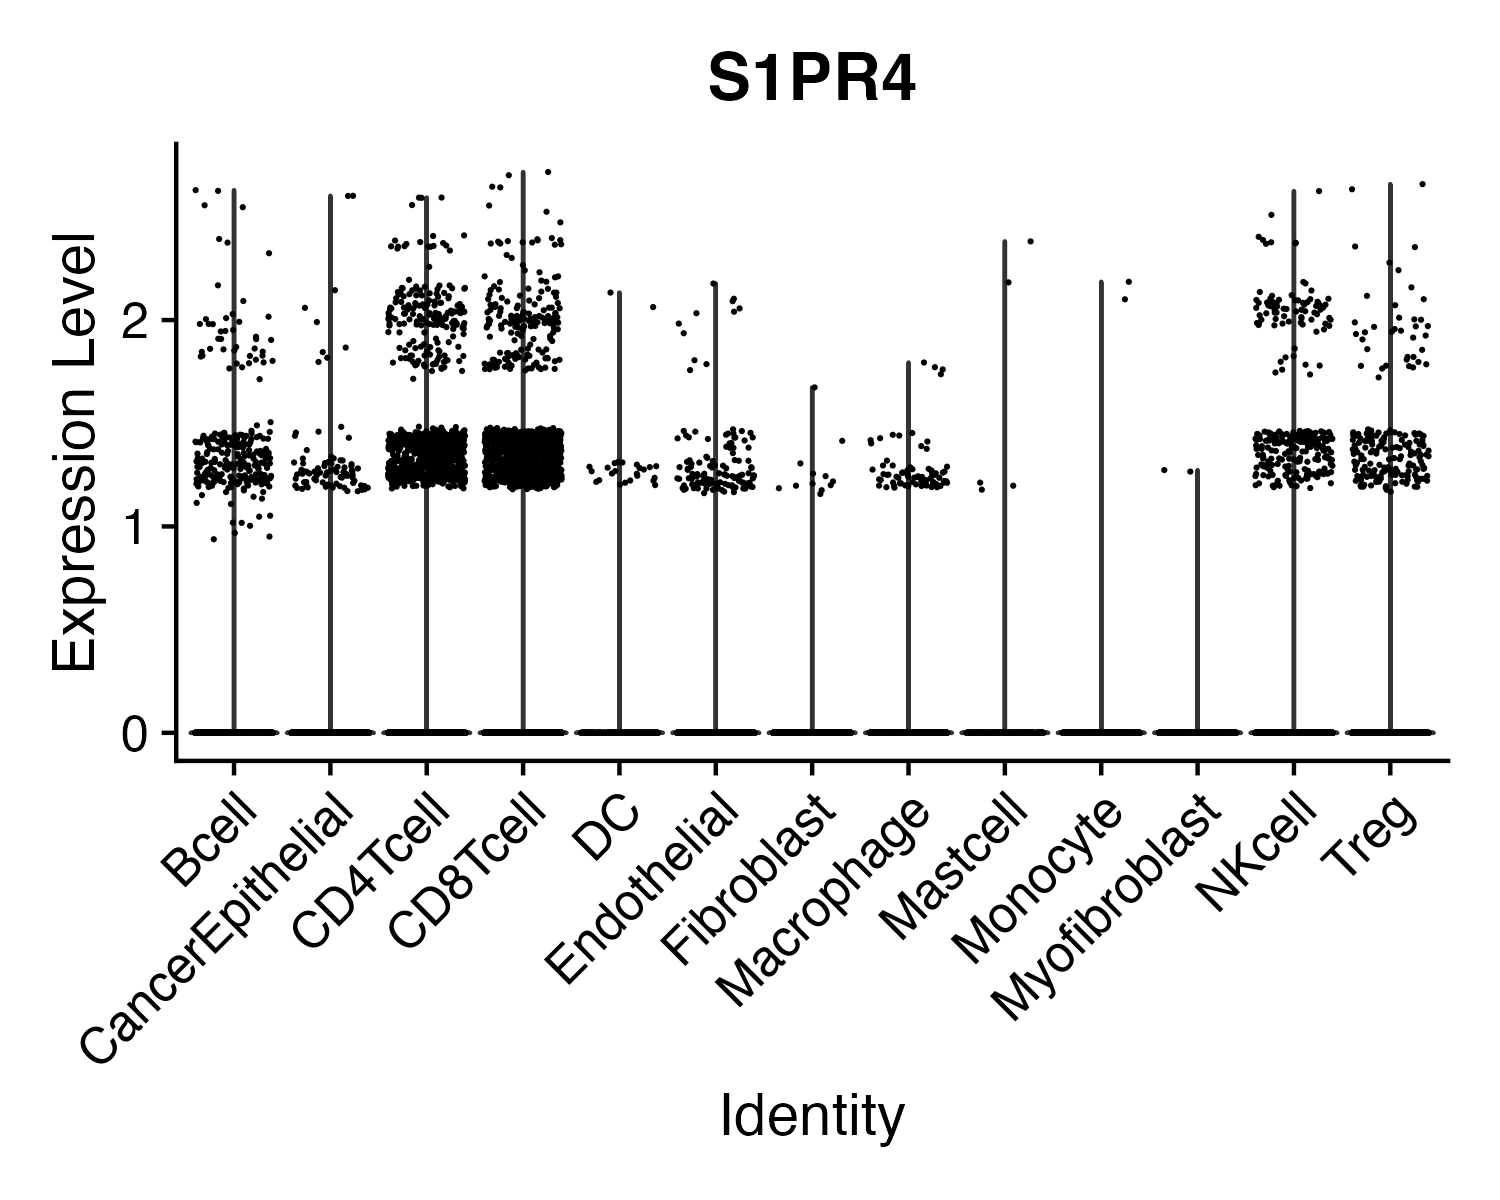 S1PR4
Expression Level
2
1
0
Bcell
CancerEpithelial
CD4Tcell
CD8Tcell
DC
Endothelial
Fibroblast
Macrophage
Mastcell
Monocyte
Myofibroblast
NKcell
Treg
Identity